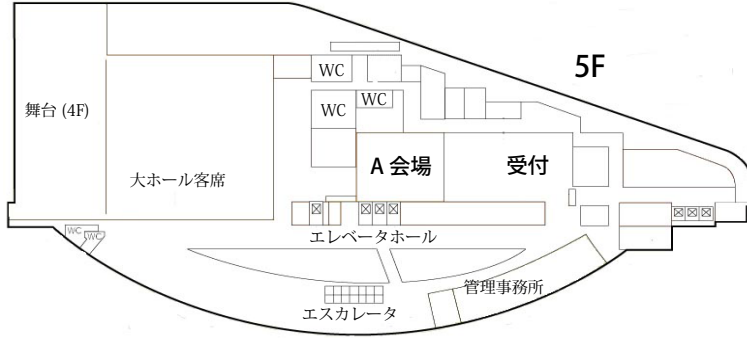 5F
WC
WC
WC
舞台 (4F)
A 会場
受付
大ホール客席
WC
WC
エレベータホール
管理事務所
エスカレータ